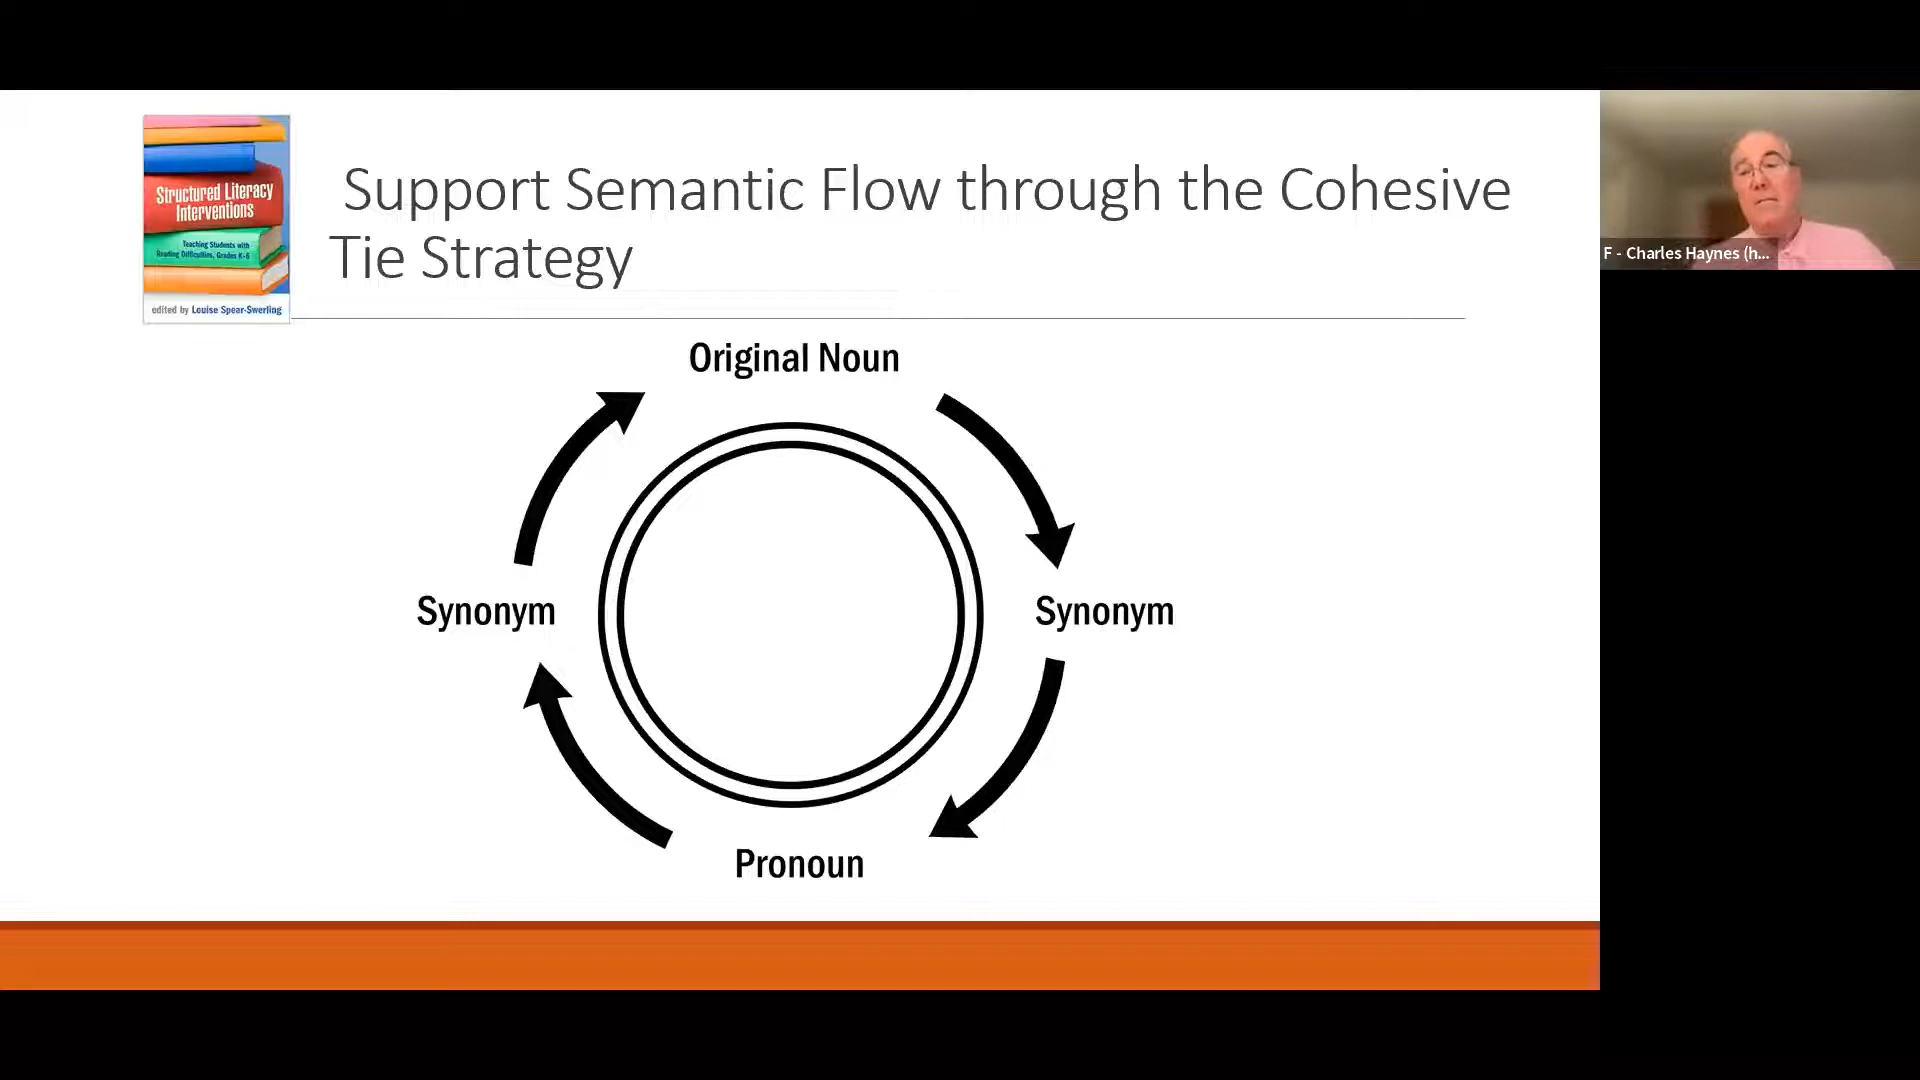 Support Semantic Flow through the Cohesive
Tie Strategy
Structured Literacy
Interventions
Teaching Students with
Reading Difficulties, Grades K-6
edited by Louise Spear-Swerling
Original Noun
Synonym
Synonym
Pronoun
F - Charles Haynes (h...